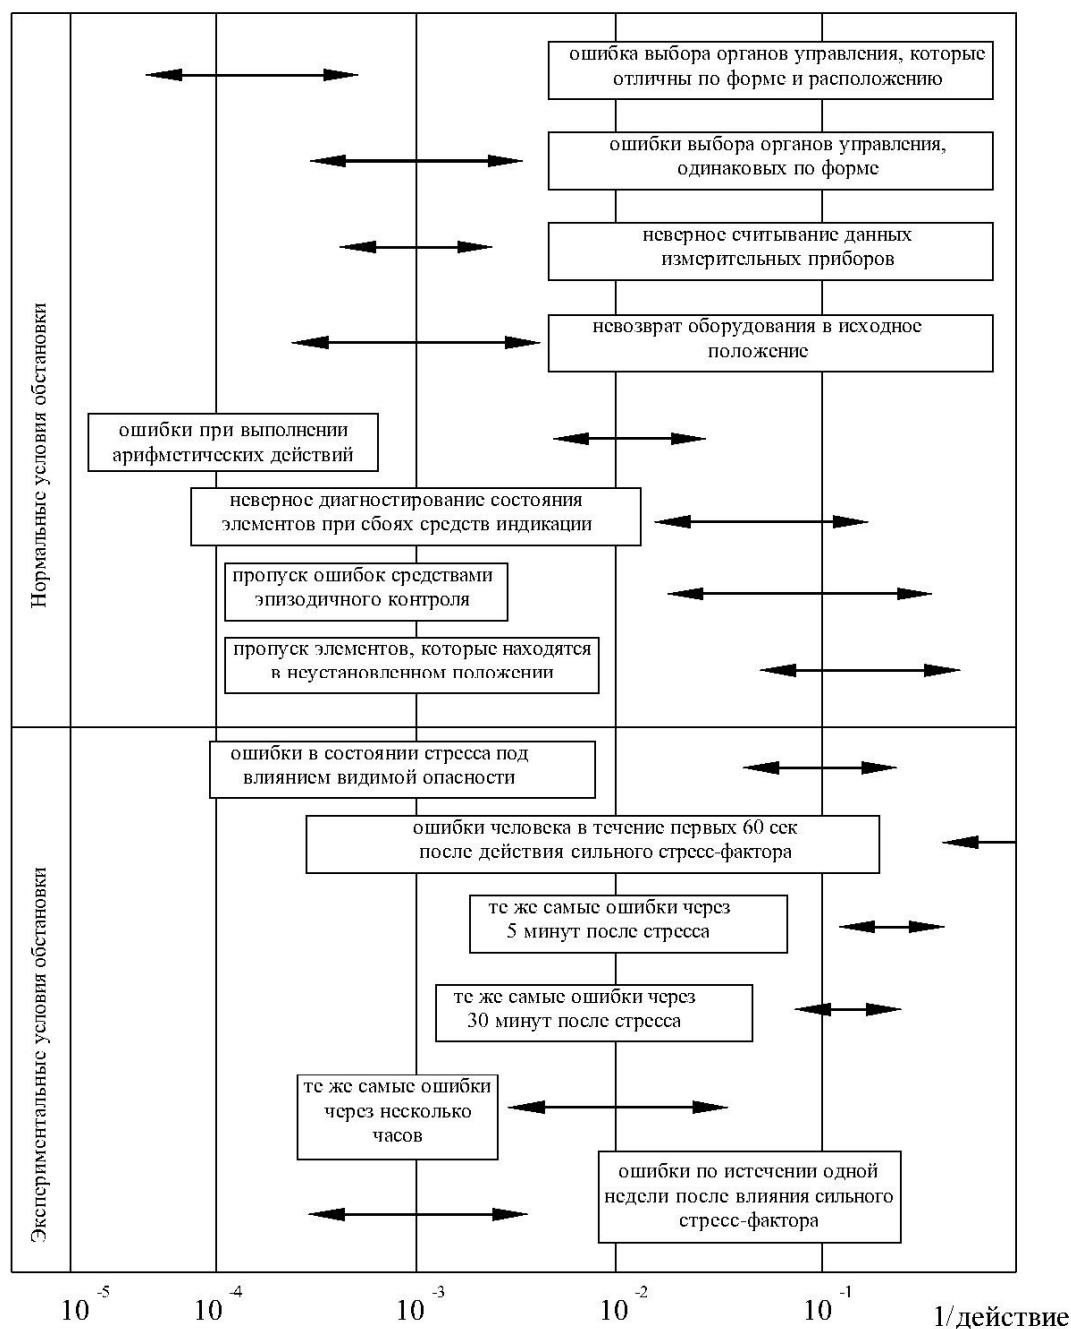 ошибка выбора органов управления, которые
отличны по форме и расположению
ошибки выбора органов управления,
одинаковых по форме
неверное считывание данных
измерительных приборов
невозврат оборудования в исходное
положение
Нормальные условия обстановки
ошибки при выполнении
арифметических действий
неверное диагностирование состояния
элементов при сбоях средств индикации
пропуск ошибок средствами
эпизодичного контроля
пропуск элементов, которые находятся
в неустановленном положении
ошибки в состоянии стресса под
влиянием видимой опасности
ошибки человека в течение первых 60 сек
после действия сильного стресс-фактора
Экспериментальные условия обстановки
те же самые ошибки через
5 минут после стресса
те же самые ошибки через
30 минут после стресса
те же самые ошибки
через несколько
часов
ошибки по истечении одной
недели после влияния сильного
стресс-фактора
10⁻⁵ 10⁻⁴ 10⁻³ 10⁻² 10⁻¹ 1/действие